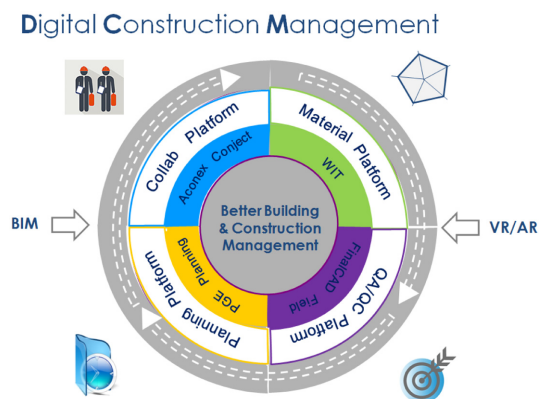 Digital Construction Management
Collab Platform
Aconex Conject
Material Platform
WIT
BIM
Better Building
& Construction
Management
VR/AR
Planning Platform
PGE Planning
QA/QC Platform
FinalCAD Field